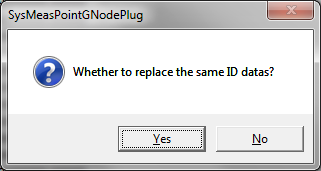 SysMeasPointGNodePlug
Whether to replace the same ID datas?
Yes
No